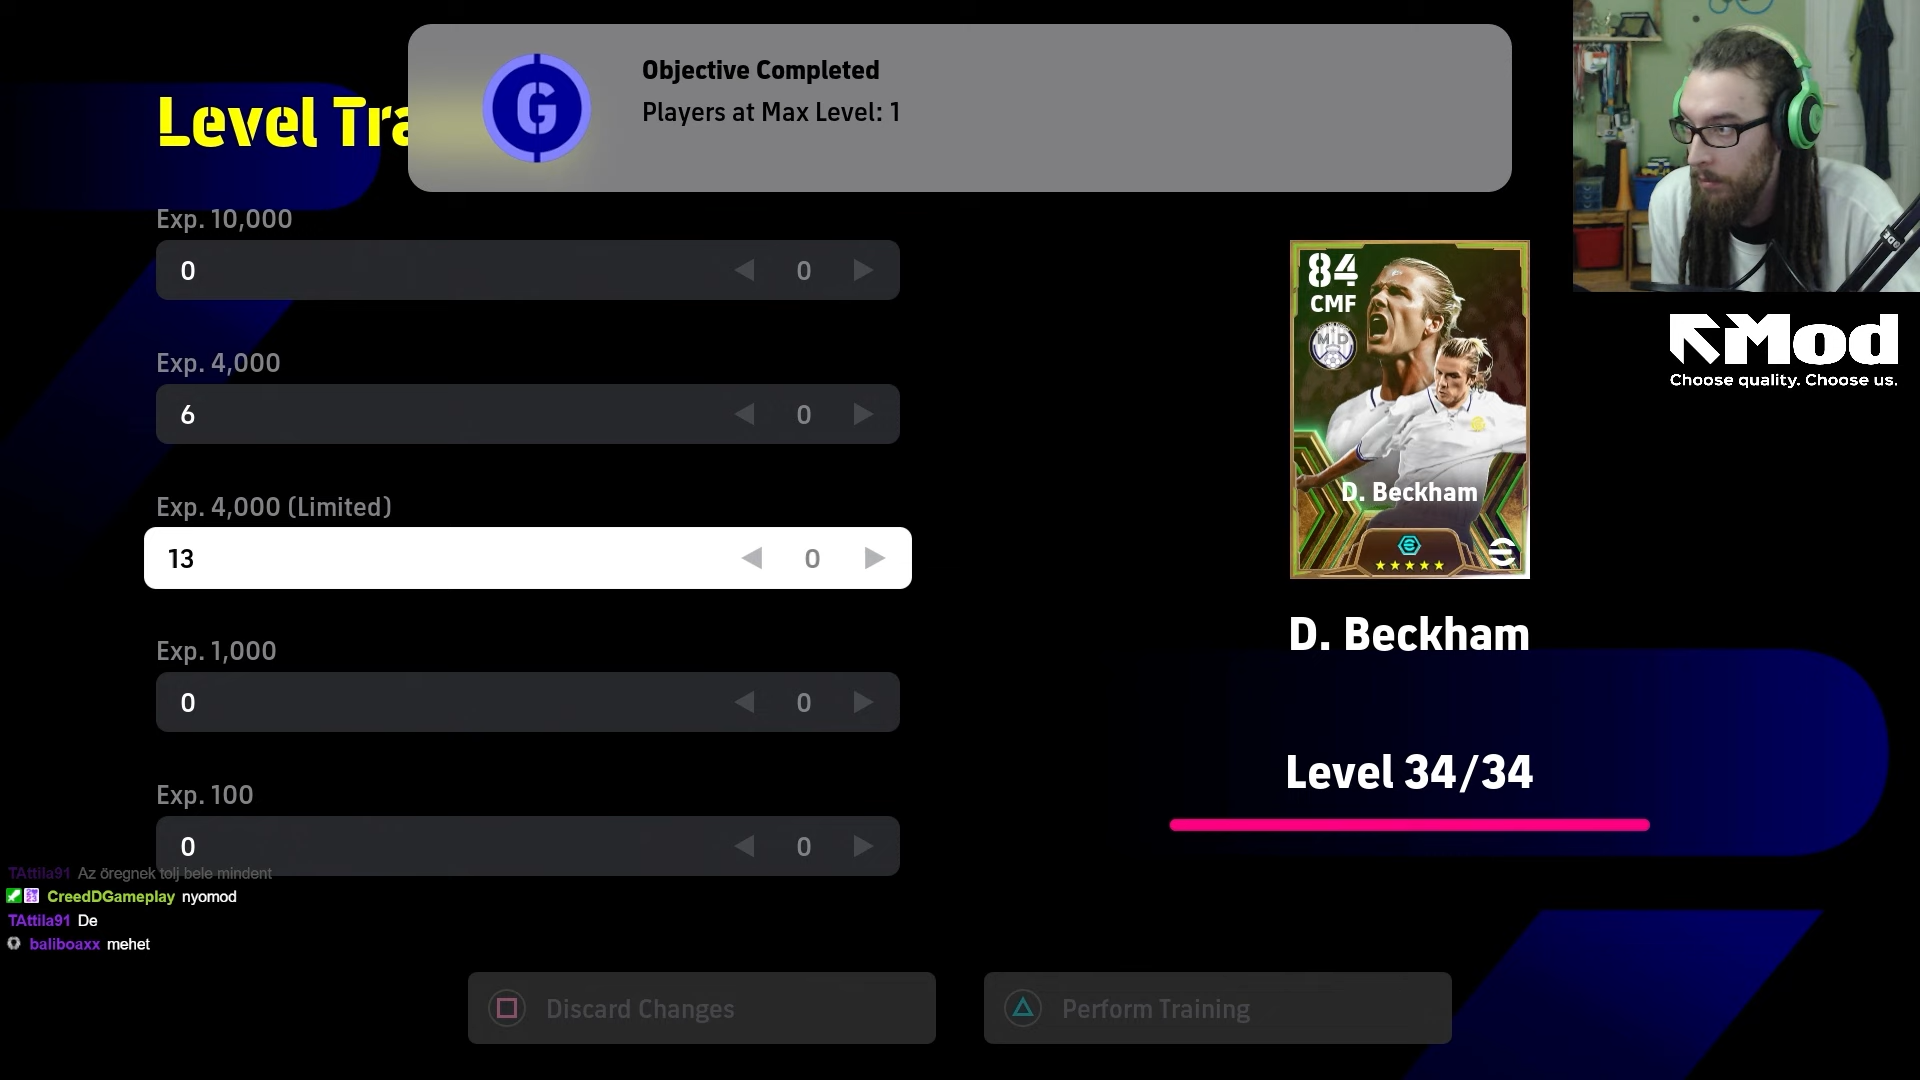 Objective Completed
Players at Max Level: 1
Level Tra
Exp. 10,000
0 0
Exp. 4,000
6 0
Exp. 4,000 (Limited)
13 0
Exp. 1,000
0 0
Exp. 100
0 0
84
CMF
MD
D. Beckham
D. Beckham
Level 34/34
Mod
Choose quality. Choose us.
TAttila91 Az öregnek tolj bele mindent
CreedDGameplay nyomod
TAttila91 De
baliboaxx mehet
Discard Changes
Perform Training